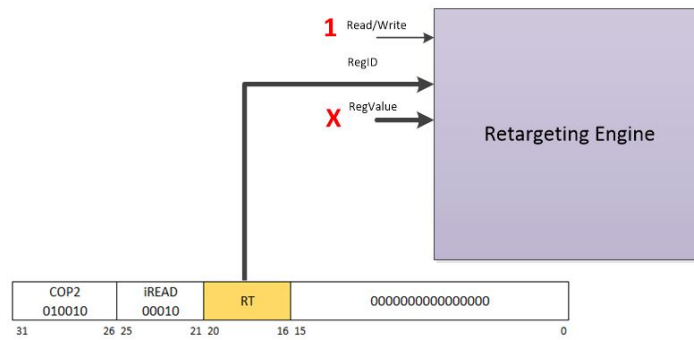 1 Read/Write
RegID
X RegValue
Retargeting Engine
COP2 iREAD RT 0000000000000000
010010 00010
31 26 25 21 20 16 15 0